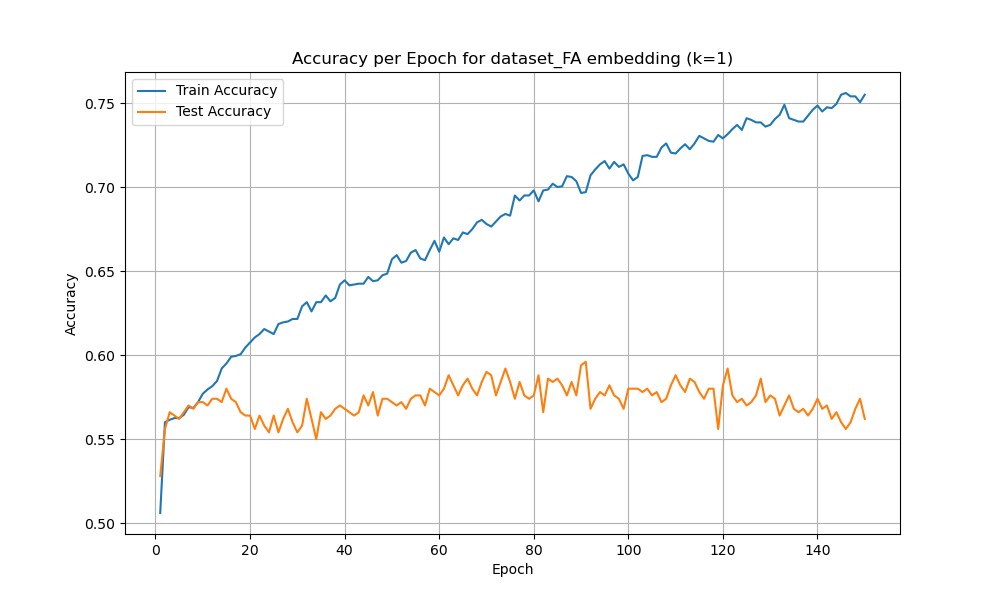 Accuracy per Epoch for dataset_FA embedding (k=1)
Train Accuracy
Test Accuracy
0.75
0.70
0.65
0.60
0.55
0.50
Accuracy
0 20 40 60 80 100 120 140
Epoch